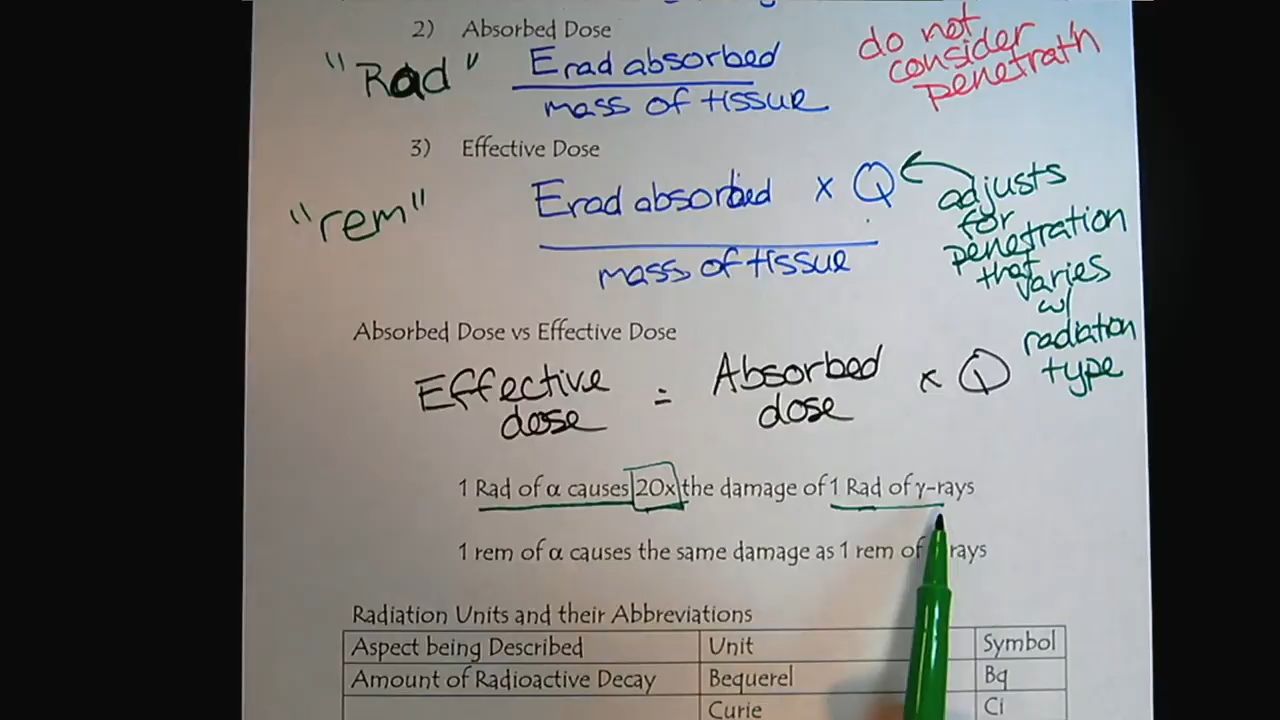 2) Absorbed Dose
"Rad" Erad absorbed
mass of tissue
do not
consider
penetrat'n
3) Effective Dose
"rem" Erad absorbed x Q
mass of tissue
adjusts
for
penetration
that
varies
w/
radiation
type
Absorbed Dose vs Effective Dose
Effective dose = Absorbed dose x Q
1 Rad of α causes 20x the damage of 1 Rad of γ-rays
1 rem of α causes the same damage as 1 rem of rays
Radiation Units and their Abbreviations
Aspect being Described Unit Symbol
Amount of Radioactive Decay Bequerel Bq
Curie Ci